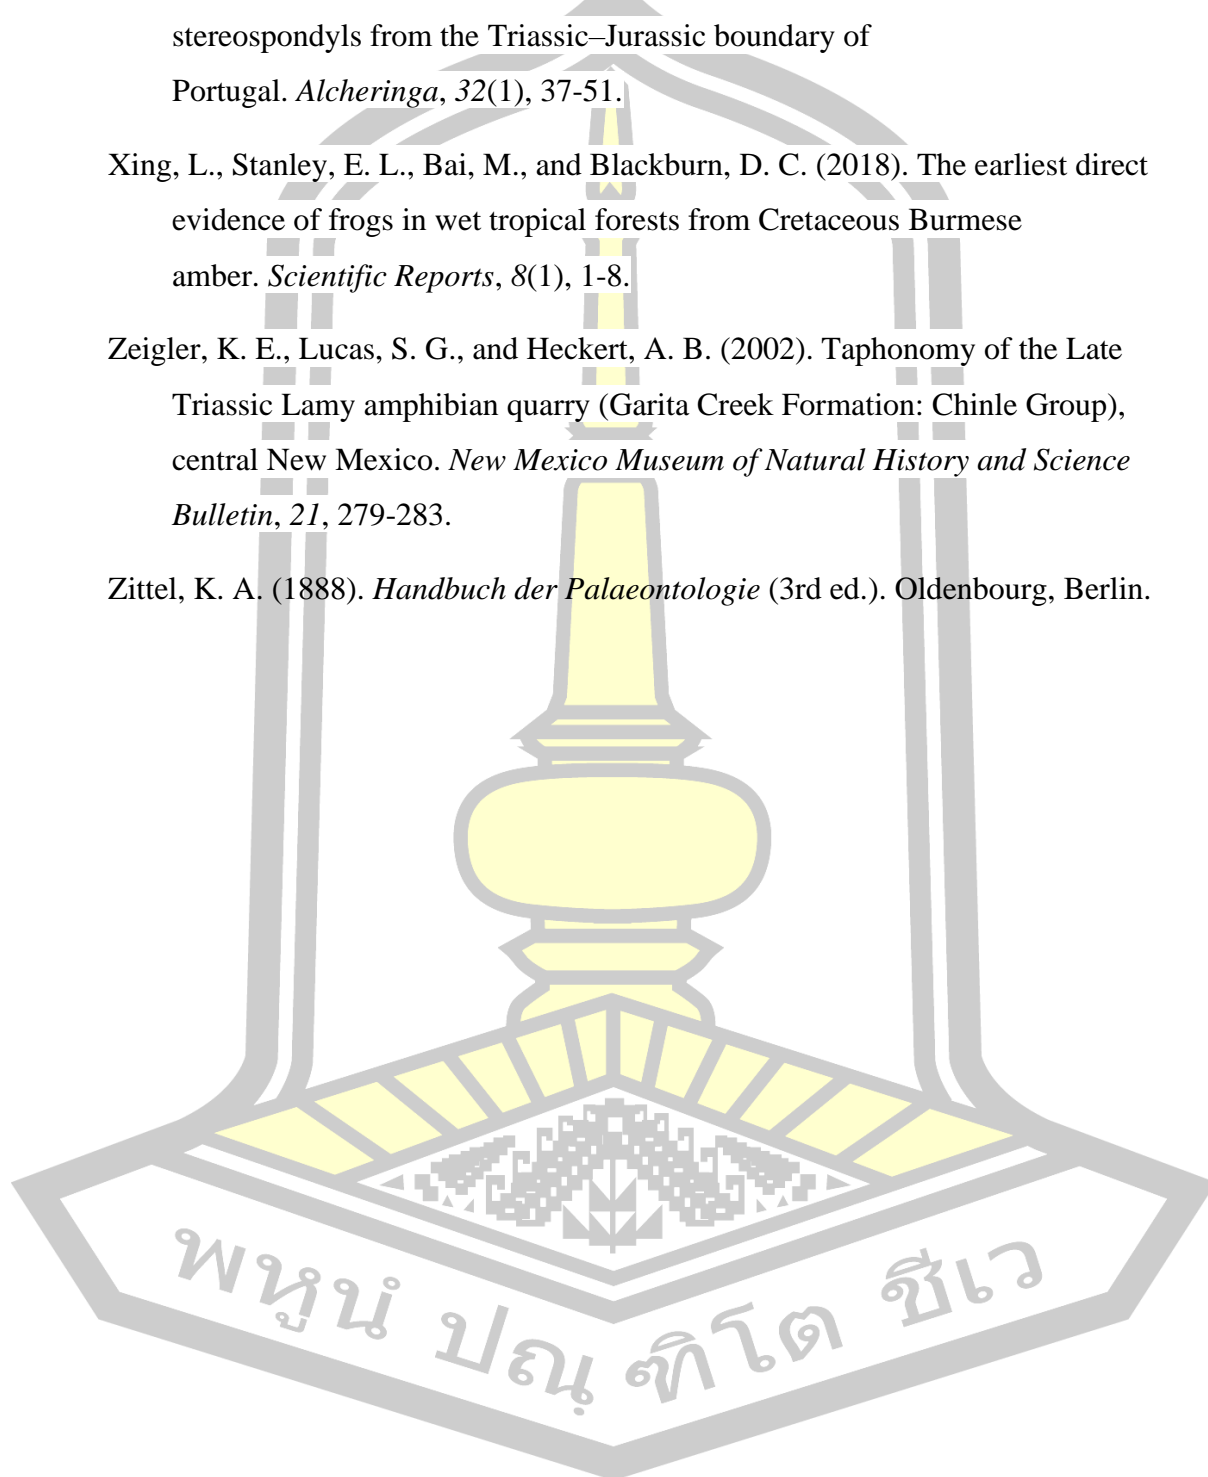 stereospondyls from the Triassic–Jurassic boundary of
Portugal. Alcheringa, 32(1), 37-51.
Xing, L., Stanley, E. L., Bai, M., and Blackburn, D. C. (2018). The earliest direct
evidence of frogs in wet tropical forests from Cretaceous Burmese
amber. Scientific Reports, 8(1), 1-8.
Zeigler, K. E., Lucas, S. G., and Heckert, A. B. (2002). Taphonomy of the Late
Triassic Lamy amphibian quarry (Garita Creek Formation: Chinle Group),
central New Mexico. New Mexico Museum of Natural History and Science
Bulletin, 21, 279-283.
Zittel, K. A. (1888). Handbuch der Palaeontologie (3rd ed.). Oldenbourg, Berlin.
พหูนํ ปณฺ ฑิโต ชีเว